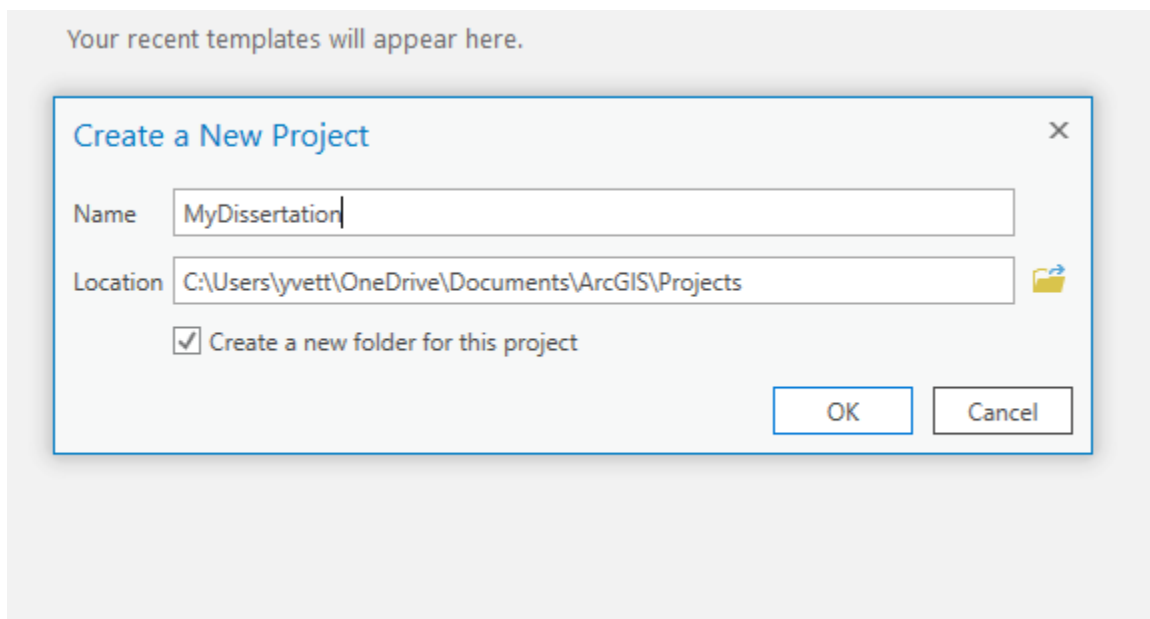 Your recent templates will appear here.
Create a New Project
Name MyDissertation
Location C:\Users\yvett\OneDrive\Documents\ArcGIS\Projects
Create a new folder for this project
OK Cancel